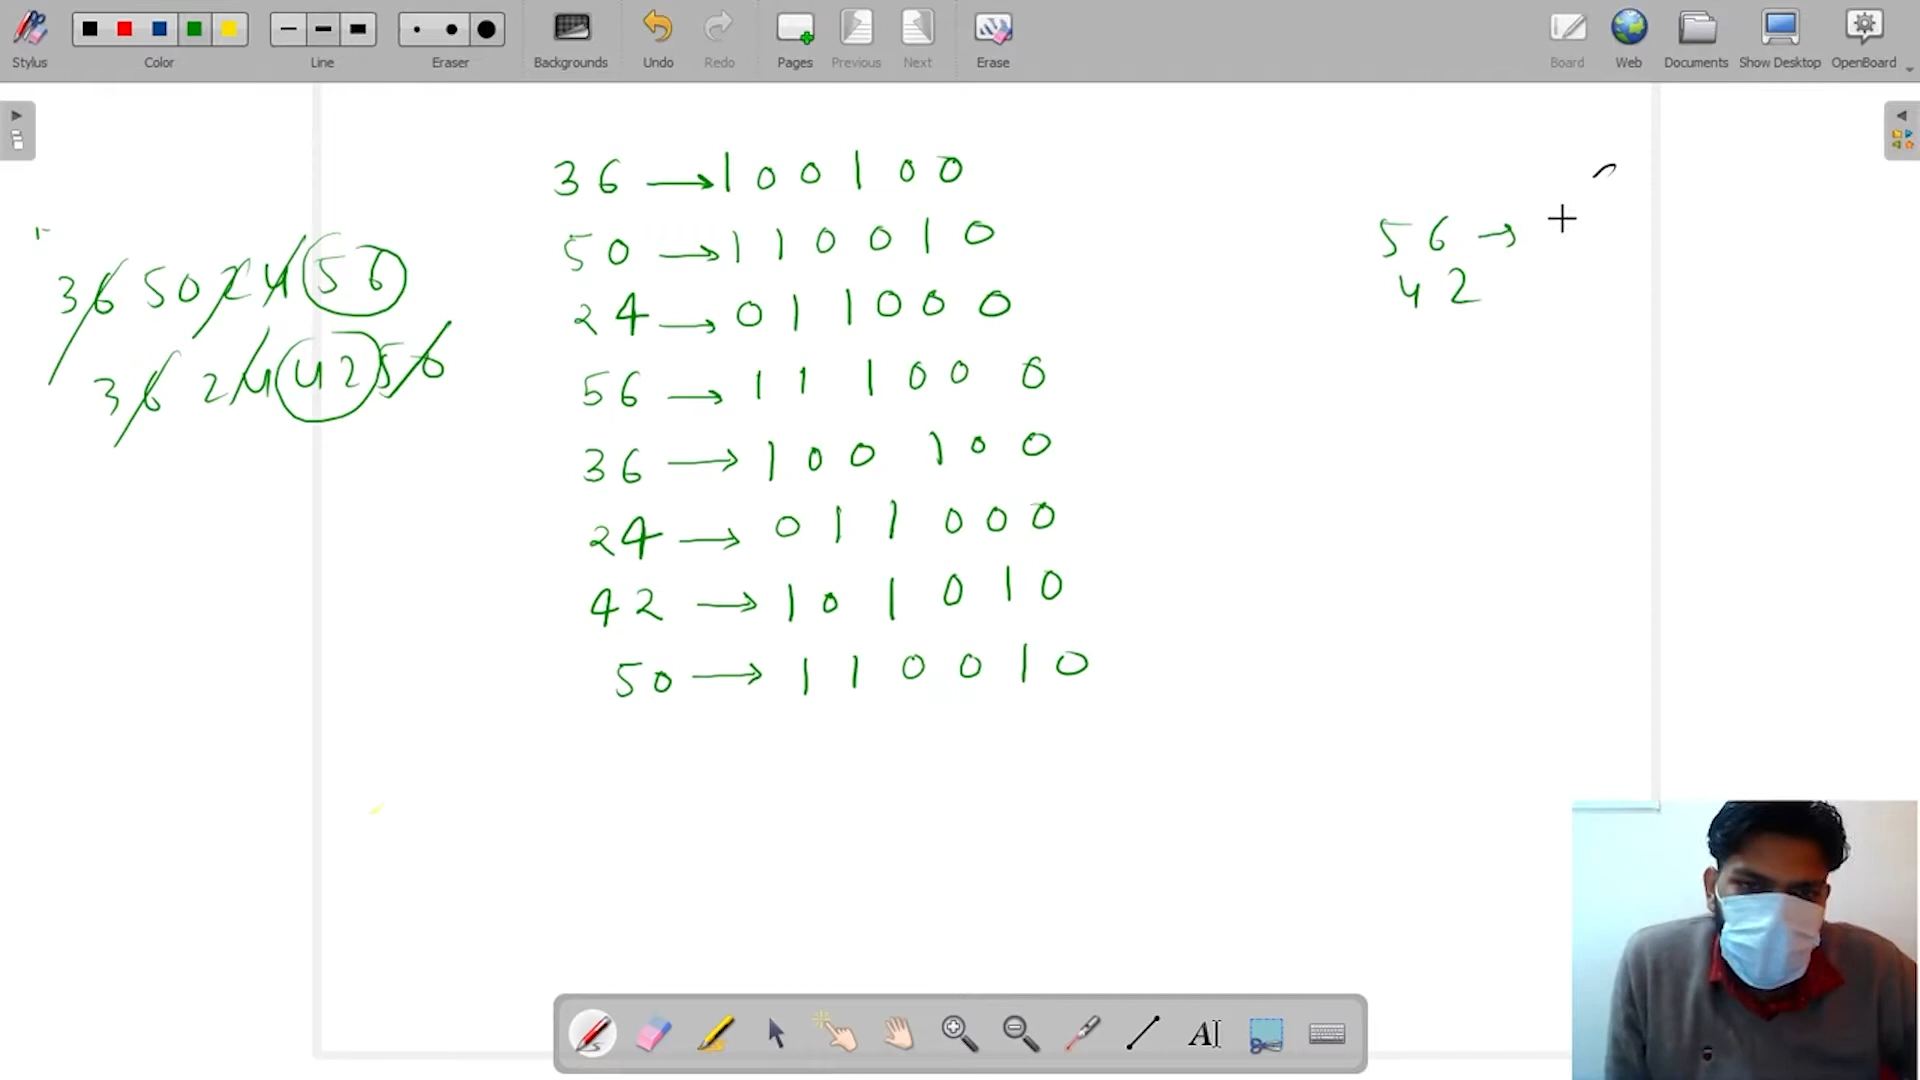 Stylus Color Line Eraser Backgrounds Undo Redo Pages Previous Next Erase Board Web Documents Show Desktop OpenBoard
36 50 24 56
36 24 42 56
36 → 1 0 0 1 0 0
50 → 1 1 0 0 1 0
24 → 0 1 1 0 0 0
56 → 1 1 1 0 0 0
36 → 1 0 0 1 0 0
24 → 0 1 1 0 0 0
42 → 1 0 1 0 1 0
50 → 1 1 0 0 1 0
56 →
42